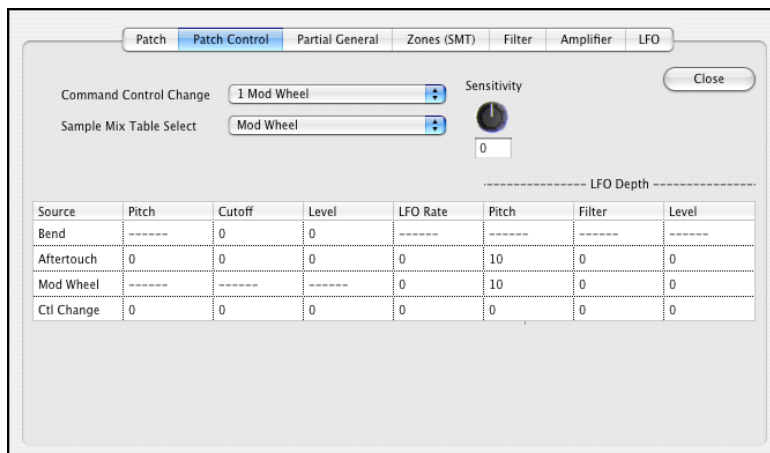 Patch Patch Control Partial General Zones (SMT) Filter Amplifier LFO
Close
Command Control Change 1 Mod Wheel Sensitivity
Sample Mix Table Select Mod Wheel
0
---------------- LFO Depth ----------------
Source Pitch Cutoff Level LFO Rate Pitch Filter Level
Bend ------ 0 0 ------ ------ ------ ------
Aftertouch 0 0 0 0 10 0 0
Mod Wheel ------ ------ ------ 0 10 0 0
Ctl Change 0 0 0 0 0 0 0